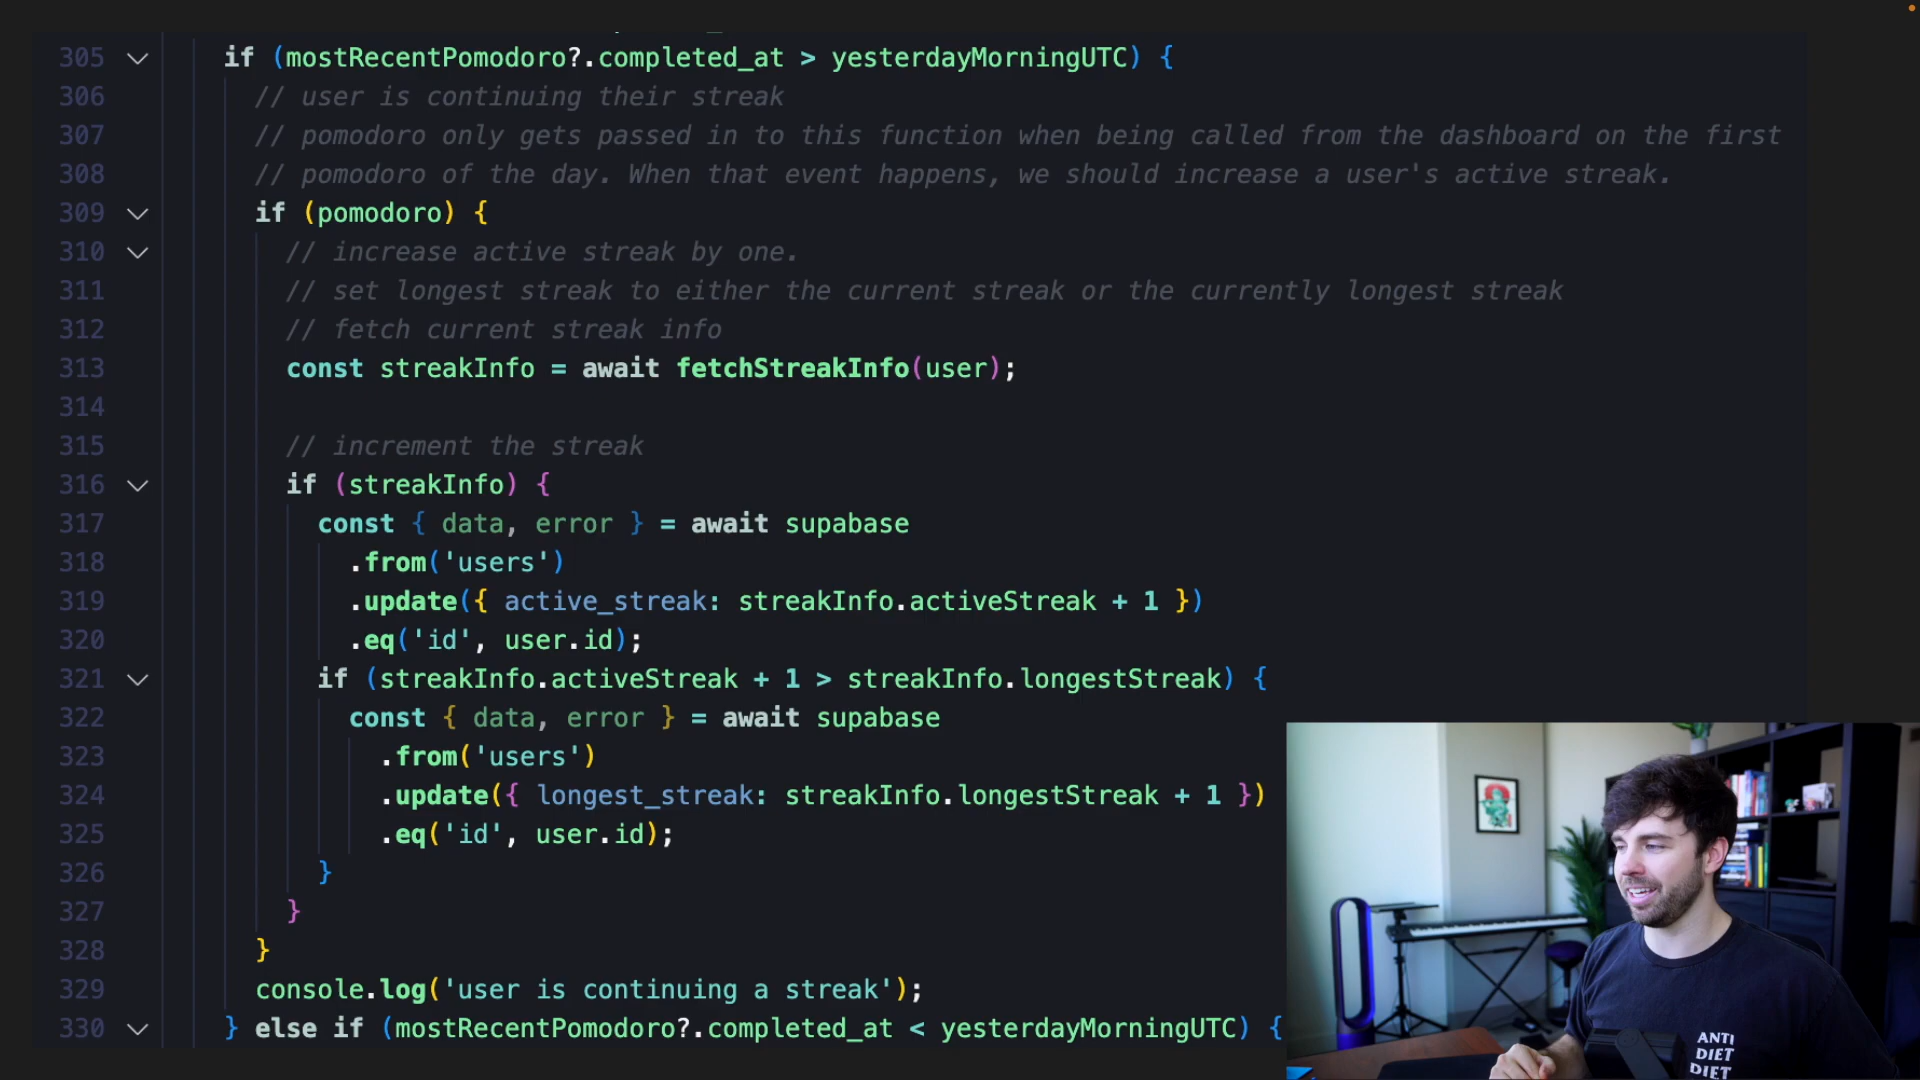 305 if (mostRecentPomodoro?.completed_at > yesterdayMorningUTC) {
306 // user is continuing their streak
307 // pomodoro only gets passed in to this function when being called from the dashboard on the first
308 // pomodoro of the day. When that event happens, we should increase a user's active streak.
309 if (pomodoro) {
310 // increase active streak by one.
311 // set longest streak to either the current streak or the currently longest streak
312 // fetch current streak info
313 const streakInfo = await fetchStreakInfo(user);
314
315 // increment the streak
316 if (streakInfo) {
317 const { data, error } = await supabase
318 .from('users')
319 .update({ active_streak: streakInfo.activeStreak + 1 })
320 .eq('id', user.id);
321 if (streakInfo.activeStreak + 1 > streakInfo.longestStreak) {
322 const { data, error } = await supabase
323 .from('users')
324 .update({ longest_streak: streakInfo.longestStreak + 1 })
325 .eq('id', user.id);
326 }
327 }
328 }
329 console.log('user is continuing a streak');
330 } else if (mostRecentPomodoro?.completed_at < yesterdayMorningUTC) {
ANTI
DIET
DIET